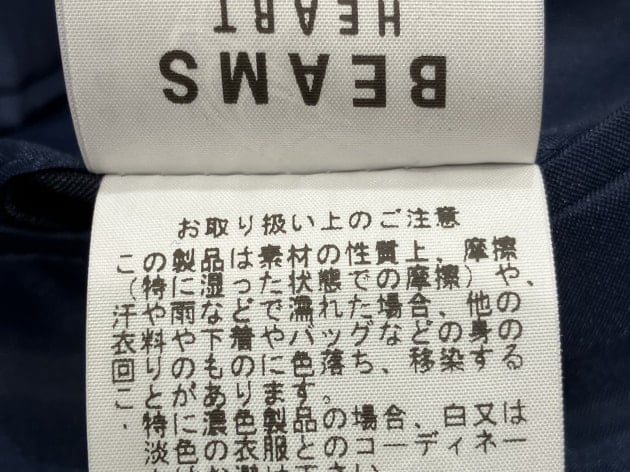 BEAMS
HEART
お取り扱い上のご注意
この製品は素材の性質上、摩擦
(特に湿った状態での摩擦)や、
汗や雨などで濡れた場合、他の
衣料や下着やバッグなどの身の
回りのものに色落ち、移染する
ことがあります。
・特に濃色製品の場合、白又は
淡色の衣服とのコーディネー